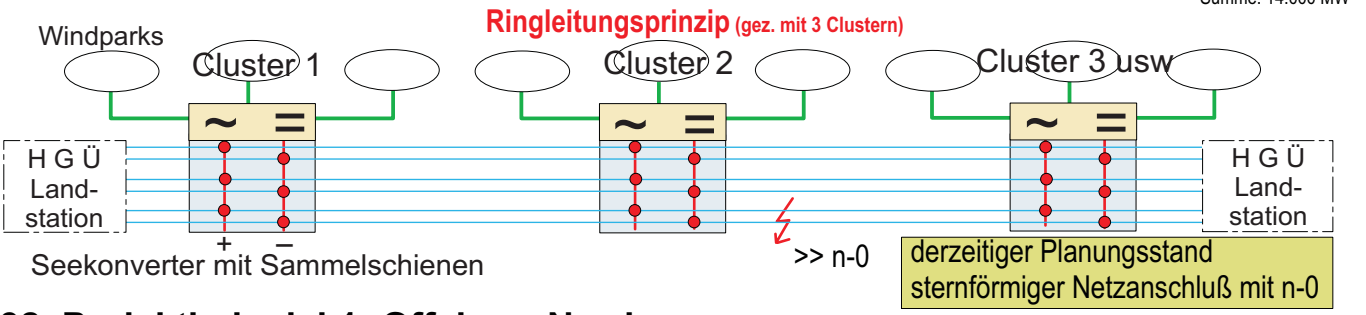 Ringleitungsprinzip (gez. mit 3 Clustern)
Windparks
Cluster 1
Cluster 2
Cluster 3 usw
~ =
~ =
~ =
H G Ü
Land-
station
H G Ü
Land-
station
+ –
>> n-0
Seekonverter mit Sammelschienen
derzeitiger Planungsstand
sternförmiger Netzanschluß mit n-0